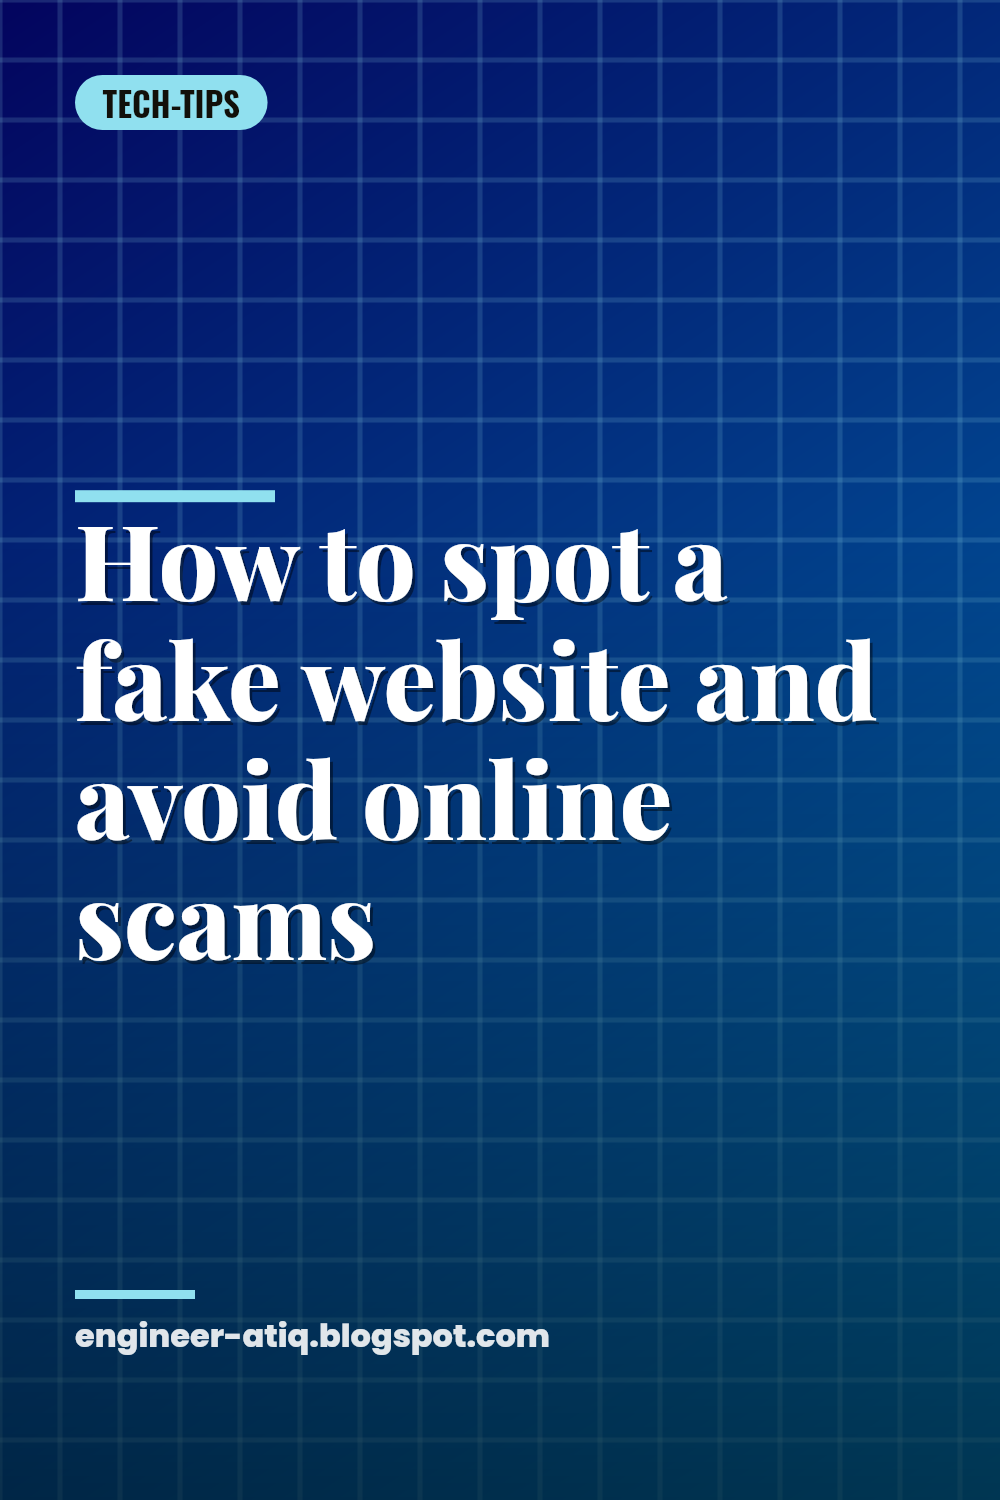 TECH-TIPS
How to spot a
fake website and
avoid online
scams
engineer-atiq.blogspot.com